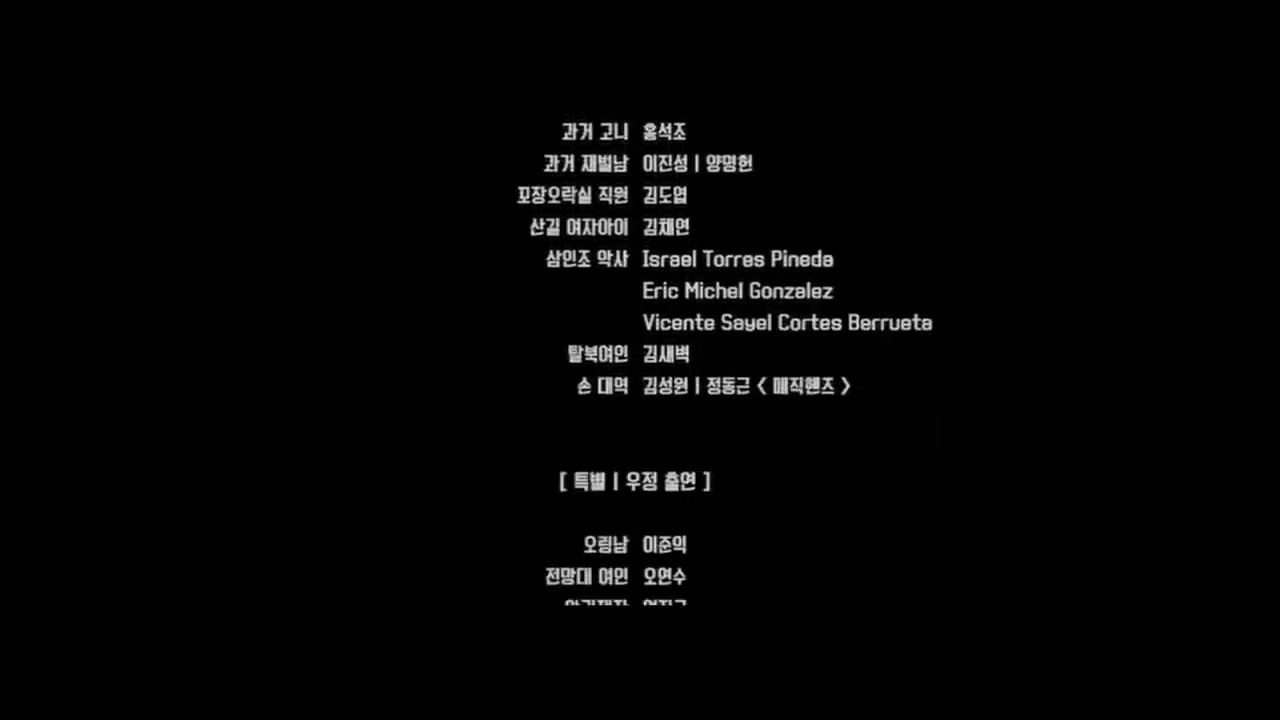 과거 고니 홍석조
과거 재벌남 이진성 | 양명헌
꼬장오락실 직원 김도엽
산길 여자아이 김채연
삼인조 악사 Israel Torres Pineda
Eric Michel Gonzalez
Vicente Sayel Cortes Berrueta
탈북여인 김새벽
손 대역 김성원 | 정동근 < 매직핸즈 >
[ 특별 | 우정 출연 ]
오림남 이준익
전망대 여인 오연수